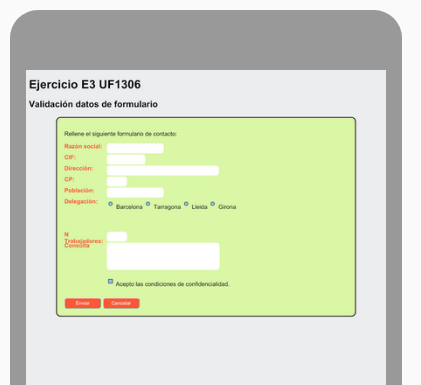 Ejercicio E3 UF1306
Validación datos de formulario
Rellene el siguiente formulario de contacto:
Razón social:
CIF:
Dirección:
CP:
Población:
Delegación:
Barcelona Tarragona Lleida Girona
N
Trabajadores:
Consulta
Acepto las condiciones de confidencialidad.
Enviar Cancelar